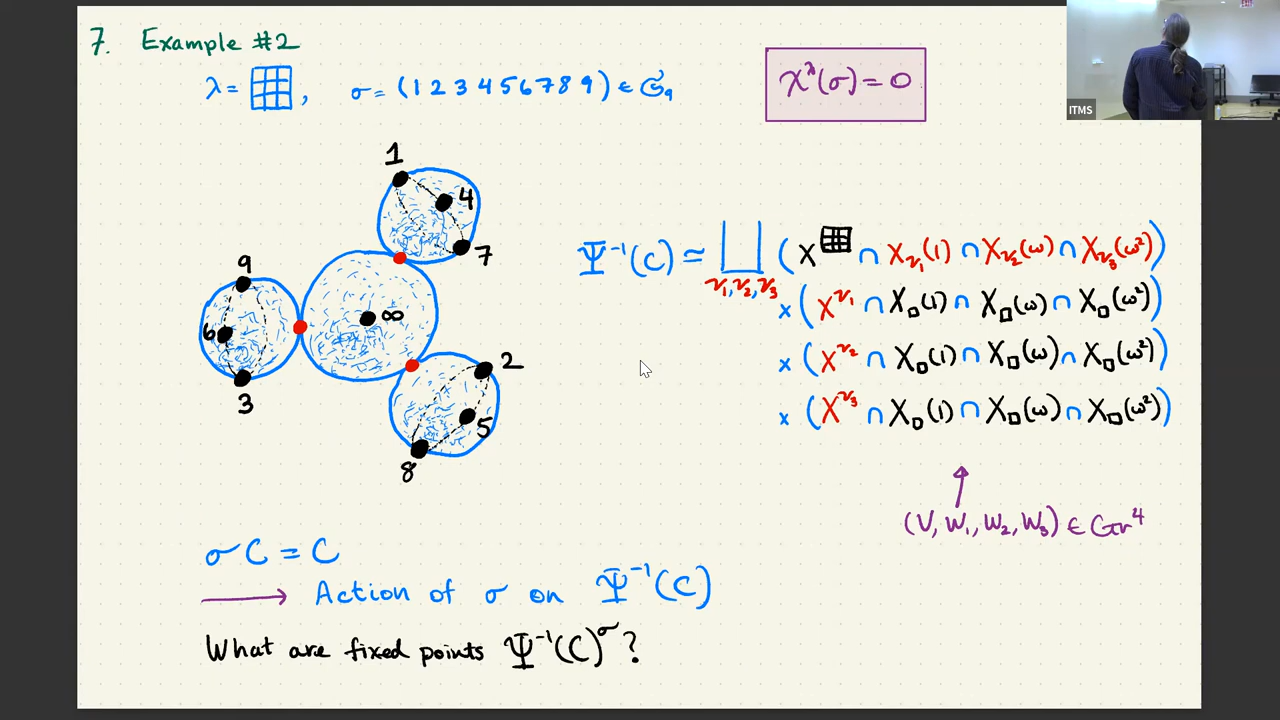 7. Example #2
λ = ▦, σ = (1 2 3 4 5 6 7 8 9) ∈ 𝔖₉
χ^λ(σ) = 0
ITMS
1
4
7
9
6
3
∞
2
5
8
Ψ⁻¹(C) ≃ ⨆_{ν₁,ν₂,ν₃} (X^▦ ∩ X_{ν₁}(1) ∩ X_{ν₂}(ω) ∩ X_{ν₃}(ω²))
× (X^{ν₁} ∩ X_□(1) ∩ X_□(ω) ∩ X_□(ω²))
× (X^{ν₂} ∩ X_□(1) ∩ X_□(ω) ∩ X_□(ω²))
× (X^{ν₃} ∩ X_□(1) ∩ X_□(ω) ∩ X_□(ω²))
(V, W₁, W₂, W₃) ∈ Gr⁴
σC = C
⟶ Action of σ on Ψ⁻¹(C)
What are fixed points Ψ⁻¹(C)^σ?